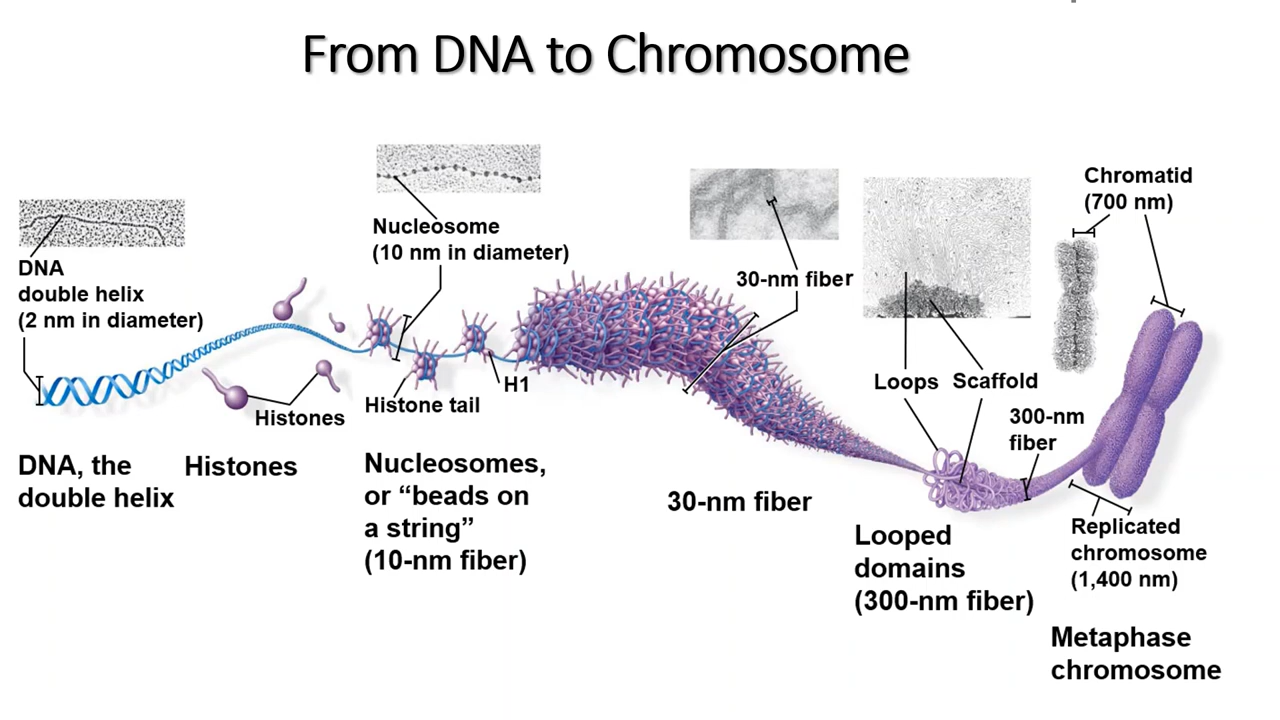 From DNA to Chromosome
DNA
double helix
(2 nm in diameter)
Histones
Nucleosome
(10 nm in diameter)
Histone tail
H1
30-nm fiber
Loops
Scaffold
300-nm
fiber
Chromatid
(700 nm)
Replicated
chromosome
(1,400 nm)
DNA, the
double helix
Histones
Nucleosomes,
or “beads on
a string”
(10-nm fiber)
30-nm fiber
Looped
domains
(300-nm fiber)
Metaphase
chromosome